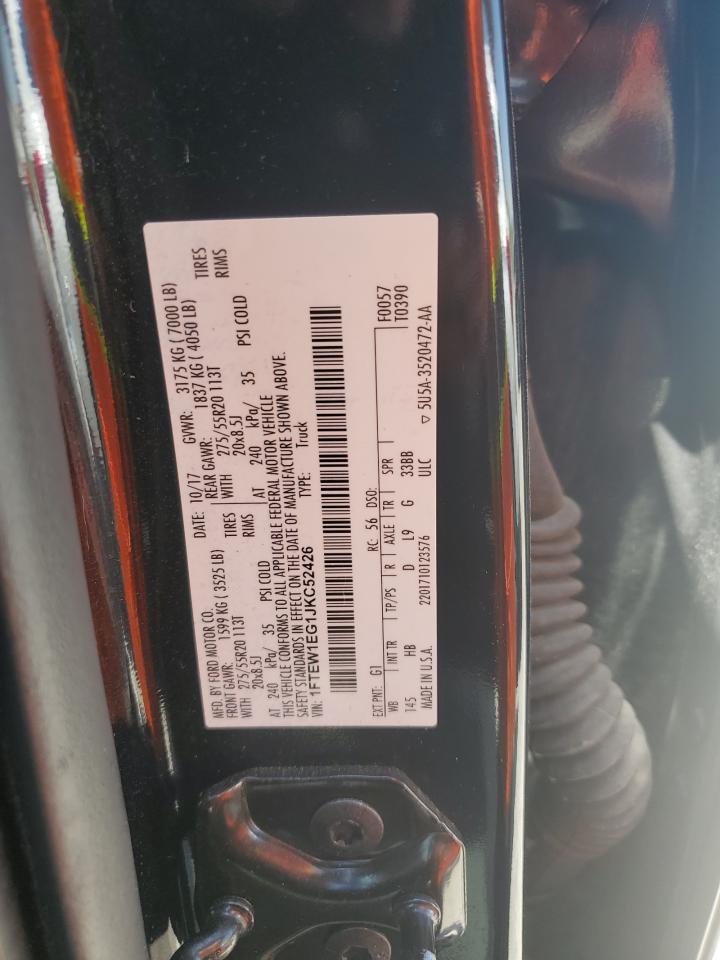 MFD. BY FORD MOTOR CO. DATE: 10/17 GVWR: 3175 KG ( 7000 LB)
FRONT GAWR: 1599 KG ( 3525 LB) REAR GAWR: 1837 KG ( 4050 LB)
WITH 275/55R20 113T TIRES WITH 275/55R20 113T TIRES
20x8.5J RIMS 20x8.5J RIMS
AT 240 kPa/ 35 PSI COLD AT 240 kPa/ 35 PSI COLD
THIS VEHICLE CONFORMS TO ALL APPLICABLE FEDERAL MOTOR VEHICLE
SAFETY STANDARDS IN EFFECT ON THE DATE OF MANUFACTURE SHOWN ABOVE.
VIN: 1FTEW1EG1JKC52426 TYPE: Truck
F0057
EXT PNT: G1 RC: 56 DSO: T0390
WB INT TR TP/PS R AXLE TR SPR
145 HB D L9 G 33BB
MADE IN U.S.A. 2201710123576 ULC ▽ 5U5A-3520472-AA